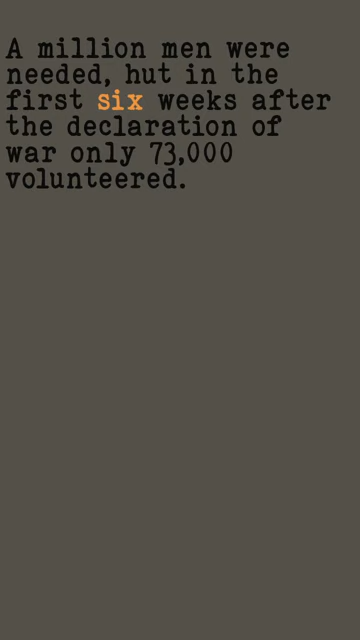 A million men were
needed, hut in the
first six weeks after
the declaration of
war only 73,000
volunteered.